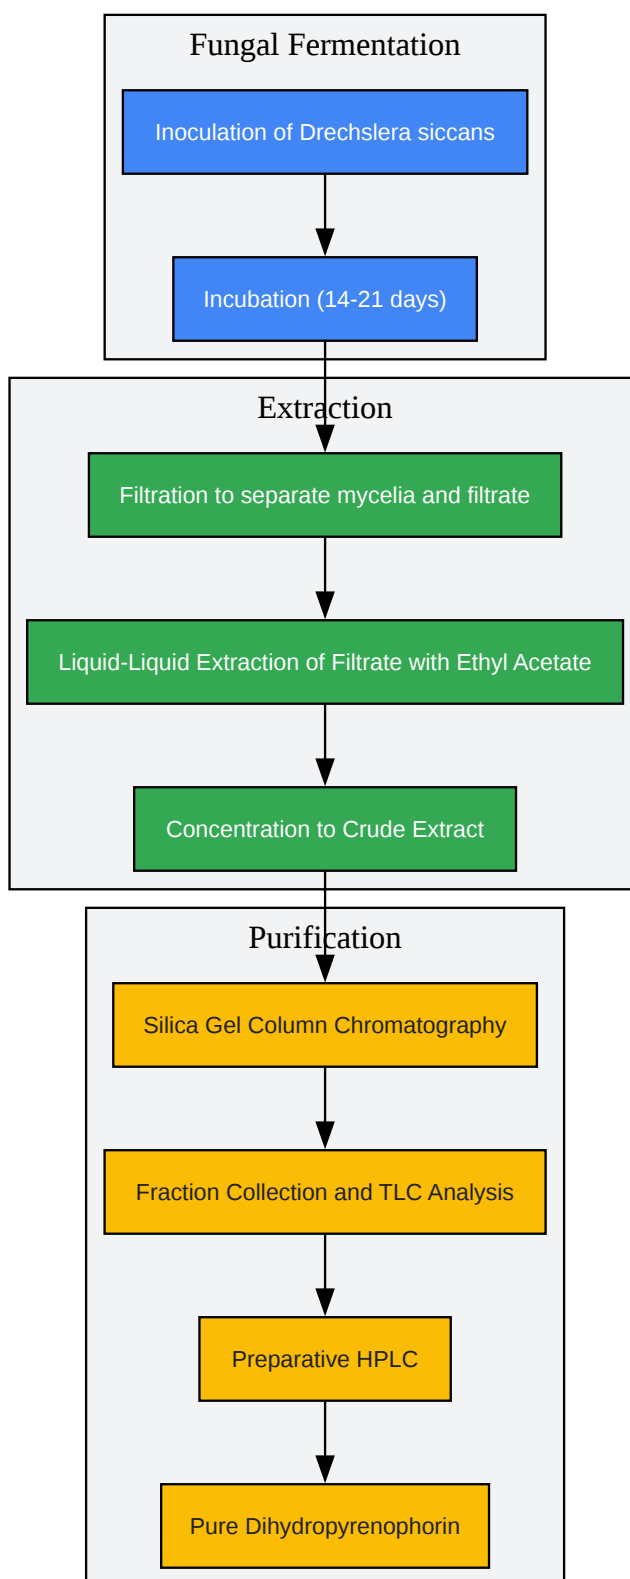 Fungal Fermentation
Inoculation of Drechslera siccans
Incubation (14-21 days)
Extraction
Filtration to separate mycelia and filtrate
Liquid-Liquid Extraction of Filtrate with Ethyl Acetate
Concentration to Crude Extract
Purification
Silica Gel Column Chromatography
Fraction Collection and TLC Analysis
Preparative HPLC
Pure Dihydropyrenophorin